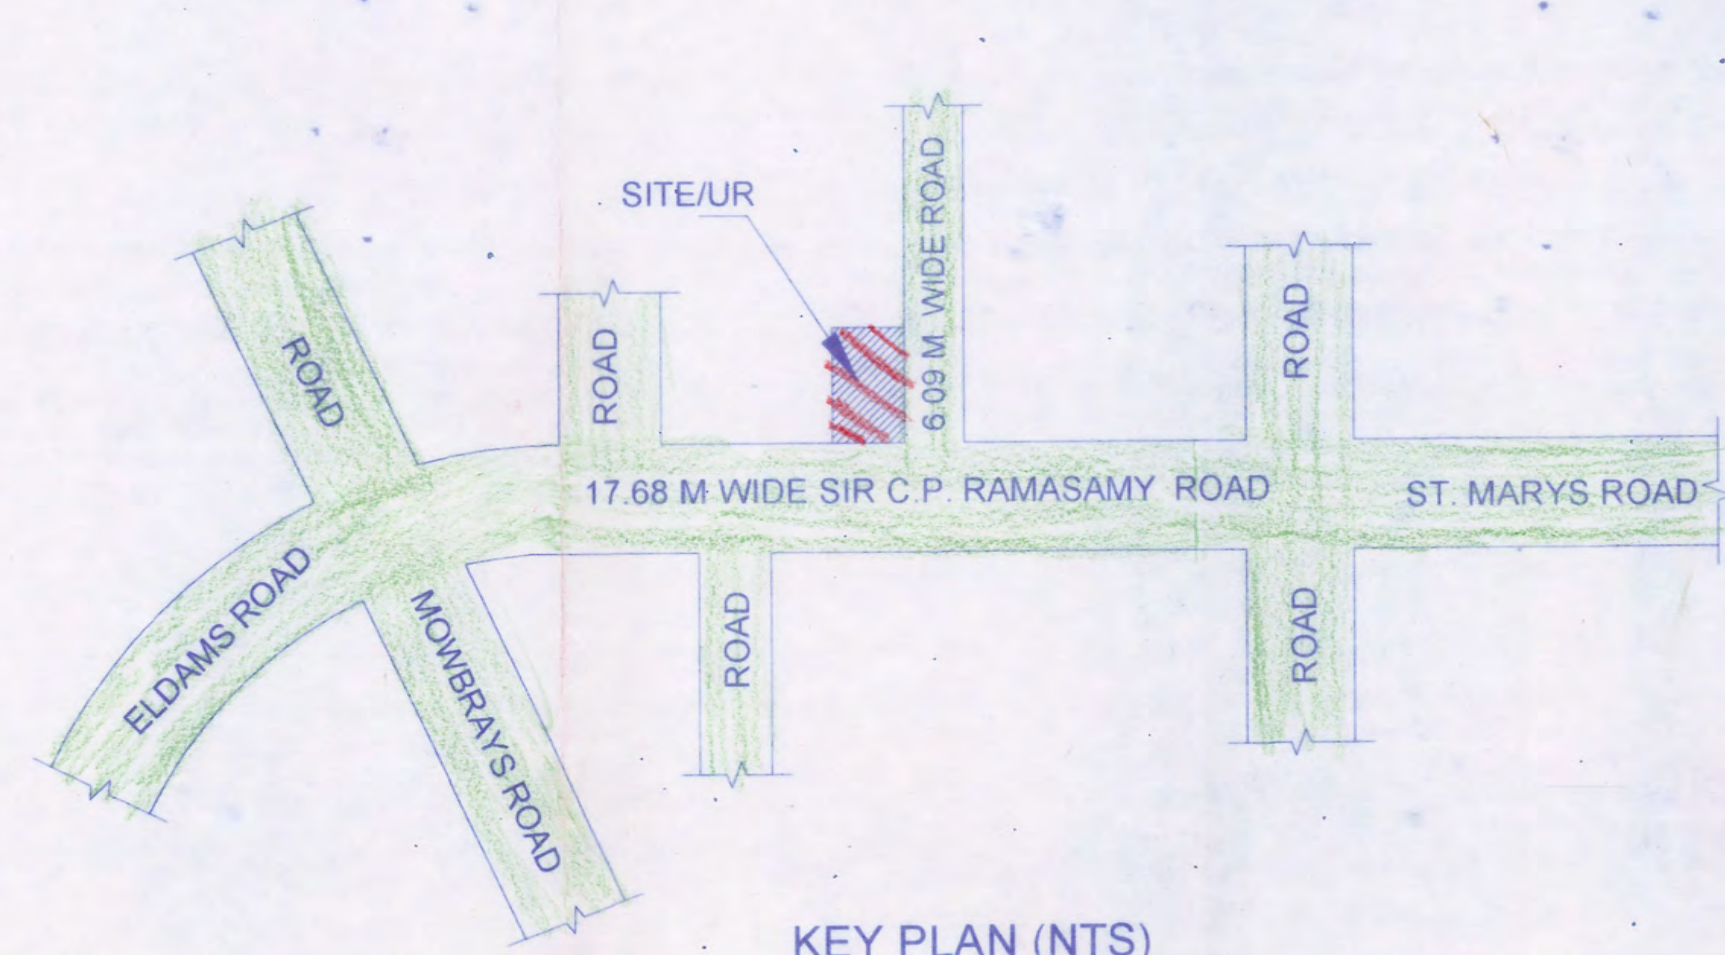 SITE/UR
6.09 M WIDE ROAD
ROAD
ROAD
ROAD
17.68 M WIDE SIR C.P. RAMASAMY ROAD
ST. MARYS ROAD
ELDAMS ROAD
MOWBRAYS ROAD
ROAD
ROAD
KEY PLAN (NTS)